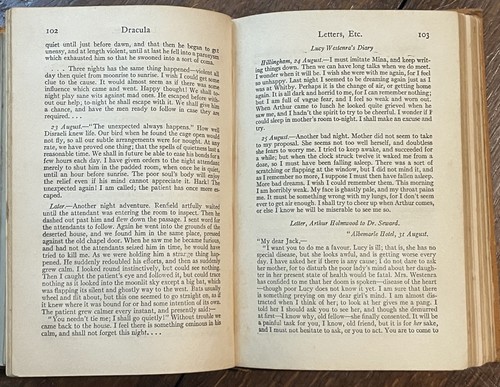 102 Dracula
quiet until just before dawn, and that then he began to get
uneasy, and at length violent, until at last he fell into a paroxysm
which exhausted him so that he swooned into a sort of coma.
. . . Three nights has the same thing happened—violent all
day then quiet from moonrise to sunrise. I wish I could get some
clue to the cause. It would almost seem as if there was some
influence which came and went. Happy thought! We shall to-
night play sane wits against mad ones. He escaped before with-
out our help; to-night he shall escape with it. We shall give him
a chance, and have the men ready to follow in case they are
required. . . .
23 August.—"The unexpected always happens." How well
Disraeli knew life. Our bird when he found the cage open would
not fly, so all our subtle arrangements were for nought. At any
rate, we have proved one thing; that the spells of quietness last a
reasonable time. We shall in future be able to ease his bonds for a
few hours each day. I have given orders to the night attendant
merely to shut him in the padded room, when once he is quiet,
until an hour before sunrise. The poor soul's body will enjoy
the relief even if his mind cannot appreciate it. Hark! The
unexpected again! I am called; the patient has once more es-
caped.
Later.—Another night adventure. Renfield artfully waited
until the attendant was entering the room to inspect. Then he
dashed out past him and flew down the passage. I sent word for
the attendants to follow. Again he went into the grounds of the
deserted house, and we found him in the same place, pressed
against the old chapel door. When he saw me he became furious,
and had not the attendants seized him in time, he would have
tried to kill me. As we were holding him a strange thing hap-
pened. He suddenly redoubled his efforts, and then as suddenly
grew calm. I looked round instinctively, but could see nothing.
Then I caught the patient's eye and followed it, but could trace
nothing as it looked into the moonlit sky except a big bat, which
was flapping its silent and ghostly way to the west. Bats usually
wheel and flit about, but this one seemed to go straight on, as if
it knew where it was bound for or had some intention of its own.
The patient grew calmer every instant, and presently said:—
"You needn't tie me; I shall go quietly!" Without trouble we
came back to the house. I feel there is something ominous in his
calm, and shall not forget this night. . . .
Letters, Etc. 103
Lucy Westenra's Diary
Hillingham, 24 August.—I must imitate Mina, and keep writ-
ing things down. Then we can have long talks when we do meet.
I wonder when it will be. I wish she were with me again, for I feel
so unhappy. Last night I seemed to be dreaming again just as I
was at Whitby. Perhaps it is the change of air, or getting home
again. It is all dark and horrid to me, for I can remember nothing;
but I am full of vague fear, and I feel so weak and worn out.
When Arthur came to lunch he looked quite grieved when he
saw me, and I hadn't the spirit to try to be cheerful. I wonder if I
could sleep in mother's room to-night. I shall make an excuse and
try.
25 August.—Another bad night. Mother did not seem to take
to my proposal. She seems not too well herself, and doubtless
she fears to worry me. I tried to keep awake, and succeeded for
a while; but when the clock struck twelve it waked me from a
doze, so I must have been falling asleep. There was a sort of
scratching or flapping at the window, but I did not mind it, and
as I remember no more, I suppose I must then have fallen asleep.
More bad dreams. I wish I could remember them. This morning
I am horribly weak. My face is ghastly pale, and my throat pains
me. It must be something wrong with my lungs, for I don't seem
ever to get air enough. I shall try to cheer up when Arthur comes,
or else I know he will be miserable to see me so.
Letter, Arthur Holmwood to Dr. Seward.
"Albemarle Hotel, 31 August.
"My dear Jack,—
"I want you to do me a favour. Lucy is ill; that is, she has no
special disease, but she looks awful, and is getting worse every
day. I have asked her if there is any cause; I do not dare to ask
her mother, for to disturb the poor lady's mind about her daugh-
ter in her present state of health would be fatal. Mrs. Westenra
has confided to me that her doom is spoken—disease of the heart
—though poor Lucy does not know it yet. I am sure that there
is something preying on my dear girl's mind. I am almost dis-
tracted when I think of her; to look at her gives me a pang. I
told her I should ask you to see her, and though she demurred
at first—I know why, old fellow—she finally consented. It will be
a painful task for you, I know, old friend, but it is for her sake,
and I must not hesitate to ask, or you to act. You are to come to